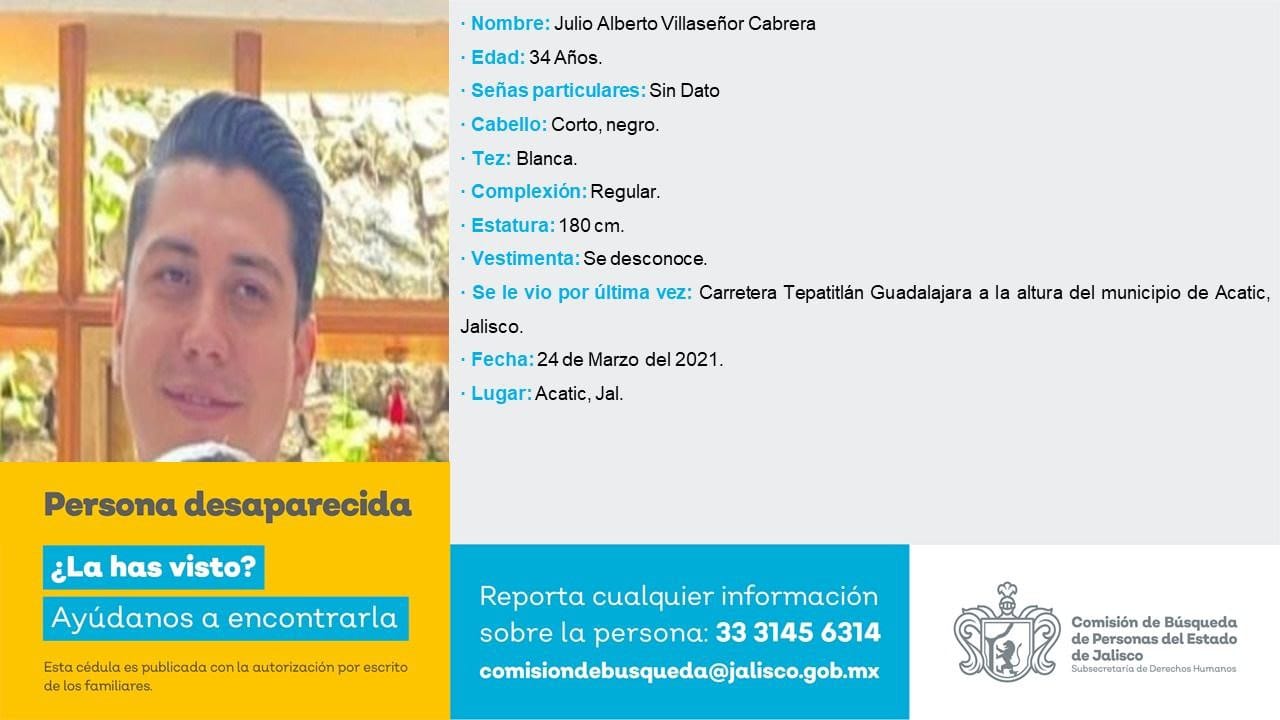 · Nombre: Julio Alberto Villaseñor Cabrera
· Edad: 34 Años.
· Señas particulares: Sin Dato
· Cabello: Corto, negro.
· Tez: Blanca.
· Complexión: Regular.
· Estatura: 180 cm.
· Vestimenta: Se desconoce.
· Se le vio por última vez: Carretera Tepatitlán Guadalajara a la altura del municipio de Acatic,
Jalisco.
· Fecha: 24 de Marzo del 2021.
· Lugar: Acatic, Jal.
Persona desaparecida
¿La has visto?
Ayúdanos a encontrarla
Esta cédula es publicada con la autorización por escrito
de los familiares.
Reporta cualquier información
sobre la persona: 33 3145 6314
comisiondebusqueda@jalisco.gob.mx
Comisión de Búsqueda
de Personas del Estado
de Jalisco
Subsecretaría de Derechos Humanos